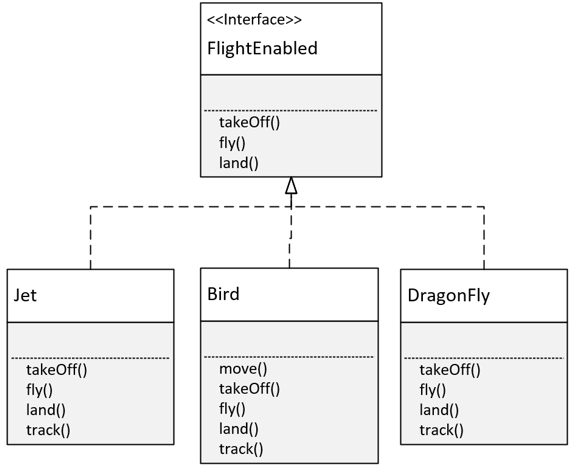 <<Interface>>
FlightEnabled
takeOff()
fly()
land()
Jet
takeOff()
fly()
land()
track()
Bird
move()
takeOff()
fly()
land()
track()
DragonFly
takeOff()
fly()
land()
track()